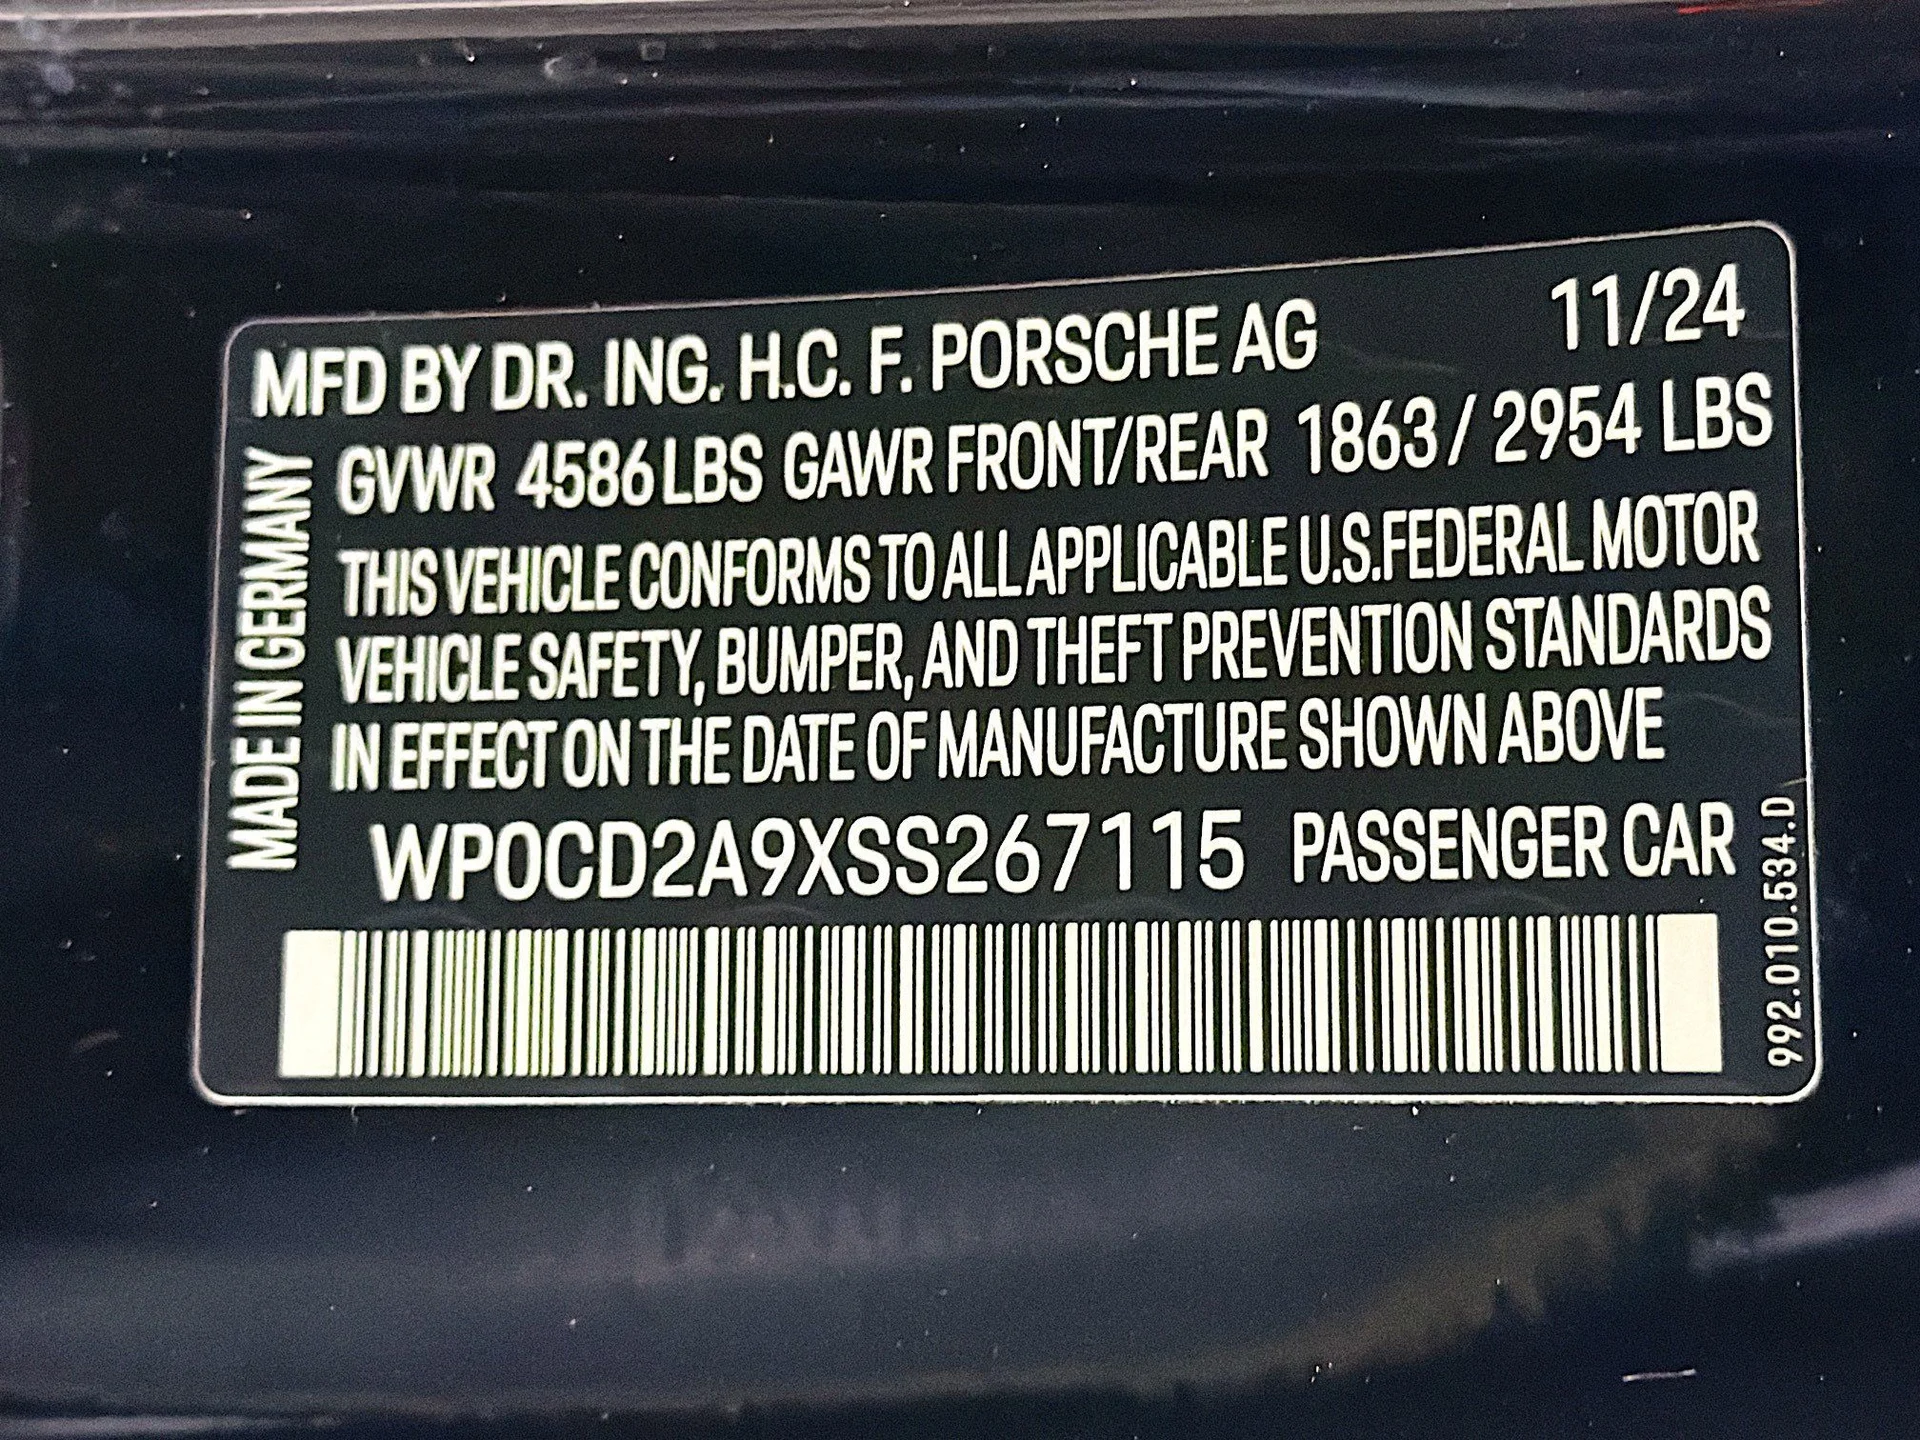 MFD BY DR. ING. H.C. F. PORSCHE AG 11/24
GVWR 4586 LBS GAWR FRONT/REAR 1863 / 2954 LBS
THIS VEHICLE CONFORMS TO ALL APPLICABLE U.S.FEDERAL MOTOR
VEHICLE SAFETY, BUMPER, AND THEFT PREVENTION STANDARDS
IN EFFECT ON THE DATE OF MANUFACTURE SHOWN ABOVE
WP0CD2A9XSS267115 PASSENGER CAR
MADE IN GERMANY
992.010.534.D